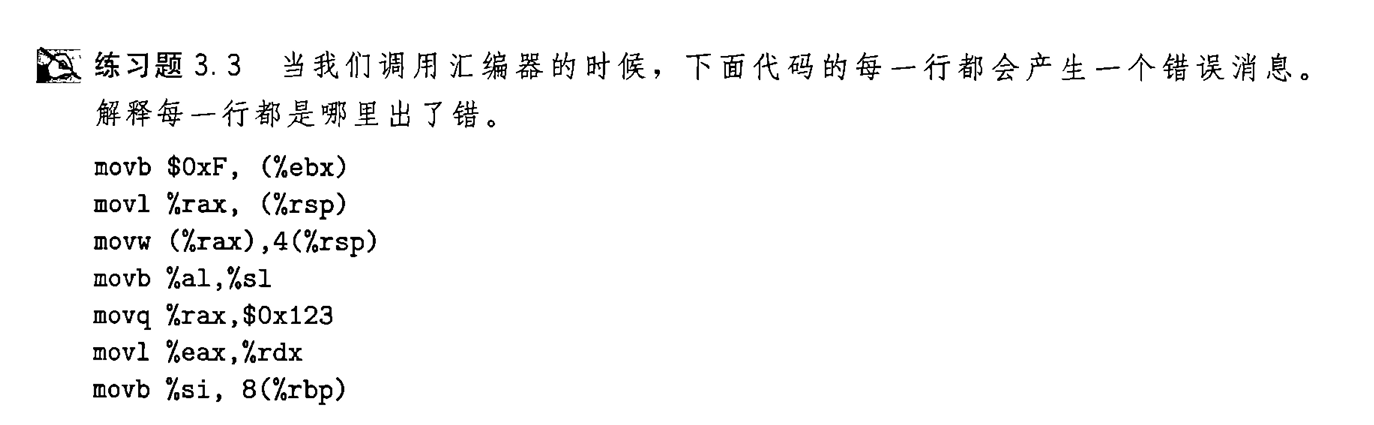 练习题 3.3 当我们调用汇编器的时候，下面代码的每一行都会产生一个错误消息。
解释每一行都是哪里出了错。
movb $0xF, (%ebx)
movl %rax, (%rsp)
movw (%rax),4(%rsp)
movb %al,%sl
movq %rax,$0x123
movl %eax,%rdx
movb %si, 8(%rbp)